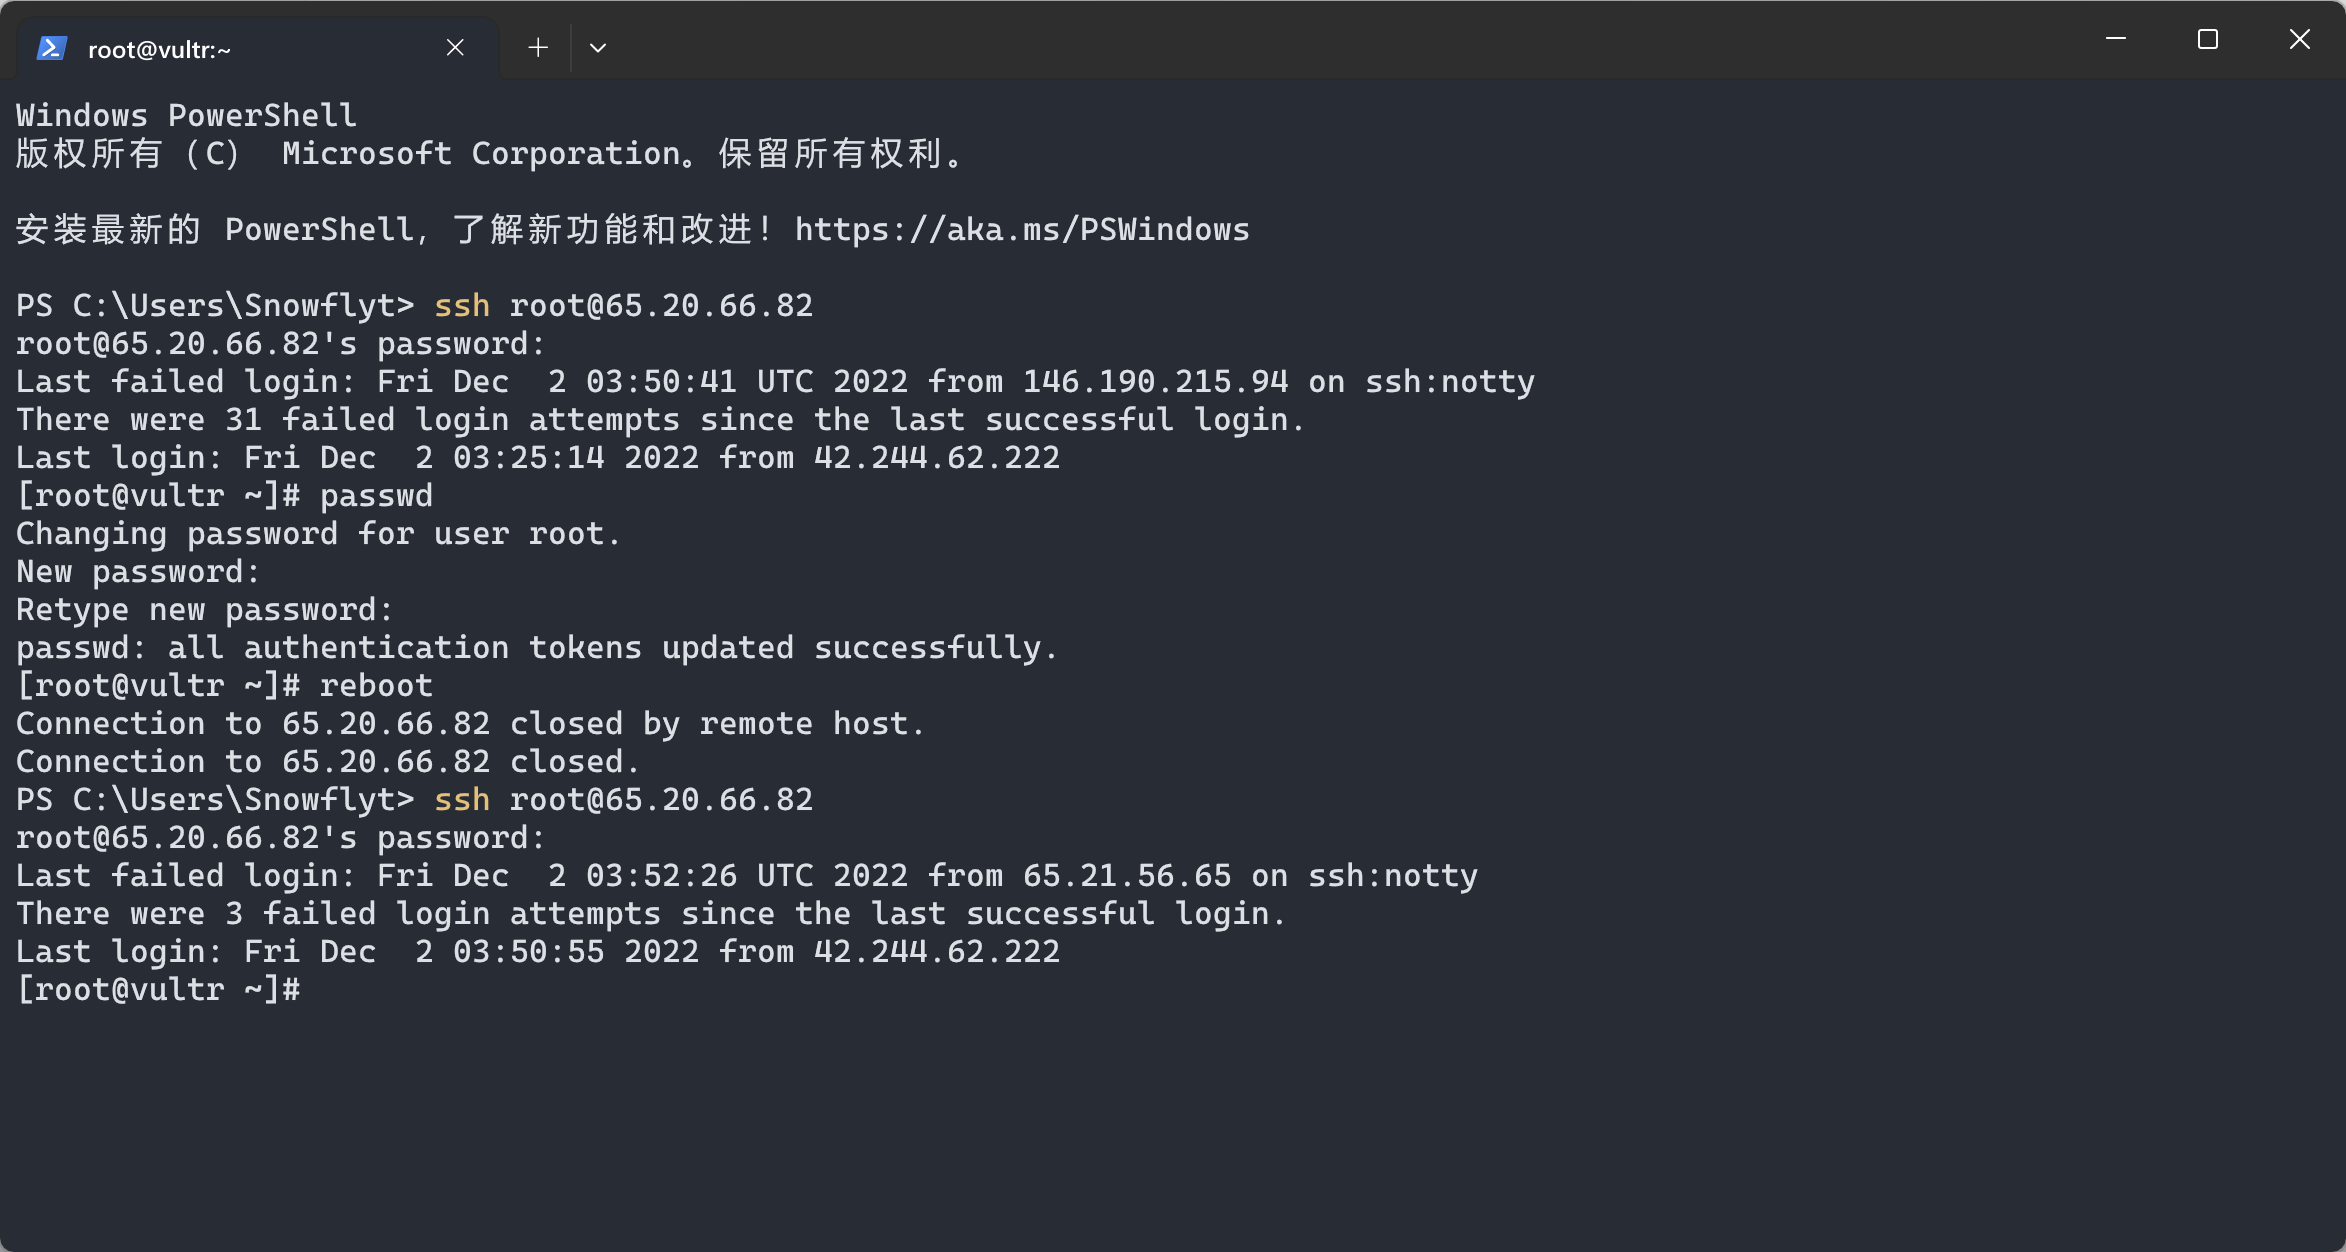 root@vultr:~
Windows PowerShell
版权所有（C） Microsoft Corporation。保留所有权利。
安装最新的 PowerShell，了解新功能和改进！https://aka.ms/PSWindows
PS C:\Users\Snowflyt> ssh root@65.20.66.82
root@65.20.66.82's password:
Last failed login: Fri Dec  2 03:50:41 UTC 2022 from 146.190.215.94 on ssh:notty
There were 31 failed login attempts since the last successful login.
Last login: Fri Dec  2 03:25:14 2022 from 42.244.62.222
[root@vultr ~]# passwd
Changing password for user root.
New password:
Retype new password:
passwd: all authentication tokens updated successfully.
[root@vultr ~]# reboot
Connection to 65.20.66.82 closed by remote host.
Connection to 65.20.66.82 closed.
PS C:\Users\Snowflyt> ssh root@65.20.66.82
root@65.20.66.82's password:
Last failed login: Fri Dec  2 03:52:26 UTC 2022 from 65.21.56.65 on ssh:notty
There were 3 failed login attempts since the last successful login.
Last login: Fri Dec  2 03:50:55 2022 from 42.244.62.222
[root@vultr ~]#